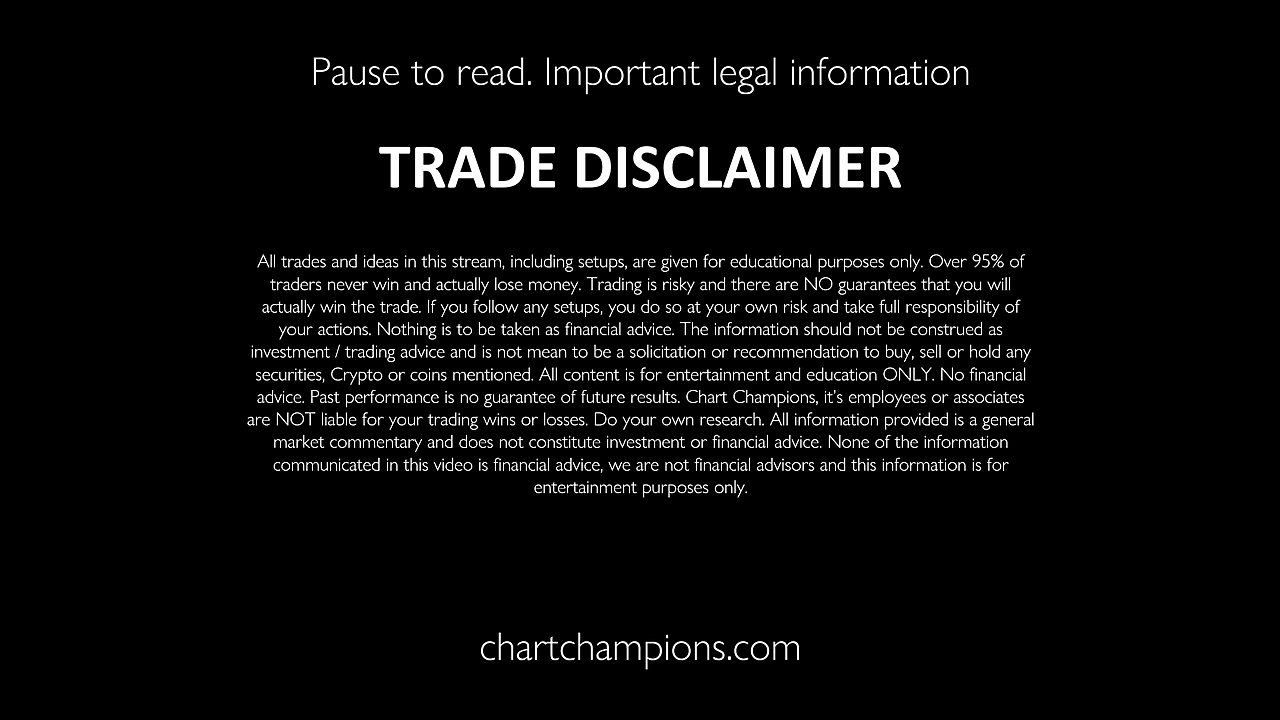 Pause to read. Important legal information
TRADE DISCLAIMER
All trades and ideas in this stream, including setups, are given for educational purposes only. Over 95% of
traders never win and actually lose money. Trading is risky and there are NO guarantees that you will
actually win the trade. If you follow any setups, you do so at your own risk and take full responsibility of
your actions. Nothing is to be taken as financial advice. The information should not be construed as
investment / trading advice and is not mean to be a solicitation or recommendation to buy, sell or hold any
securities, Crypto or coins mentioned. All content is for entertainment and education ONLY. No financial
advice. Past performance is no guarantee of future results. Chart Champions, it's employees or associates
are NOT liable for your trading wins or losses. Do your own research. All information provided is a general
market commentary and does not constitute investment or financial advice. None of the information
communicated in this video is financial advice, we are not financial advisors and this information is for
entertainment purposes only.
chartchampions.com